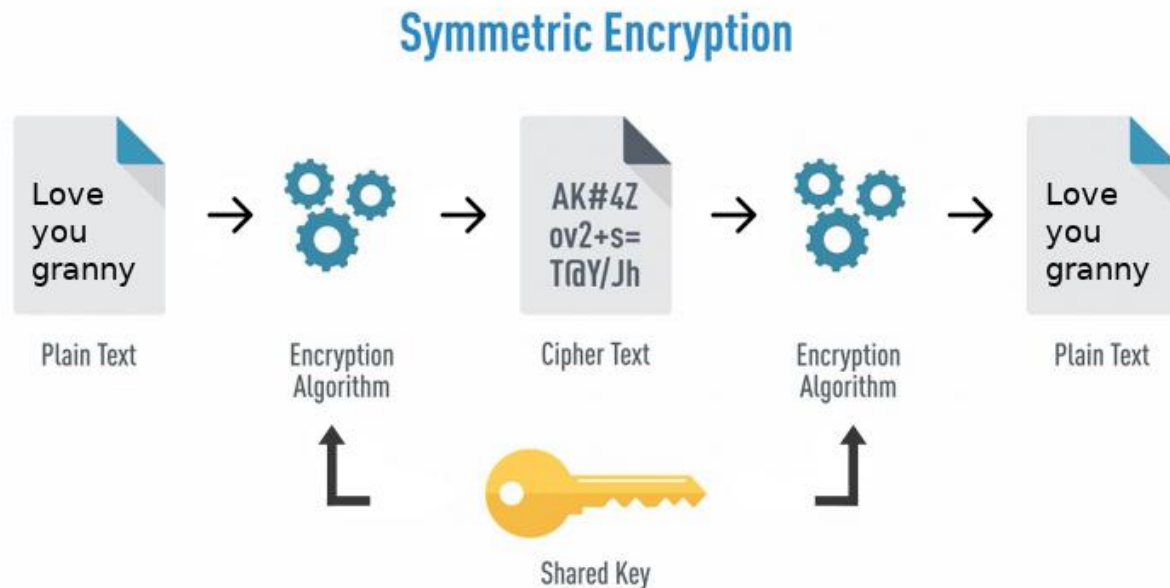 Symmetric Encryption
Love
you
granny
AK#4Z
ov2+s=
T@Y/Jh
Love
you
granny
Plain Text
Encryption
Algorithm
Cipher Text
Encryption
Algorithm
Plain Text
Shared Key